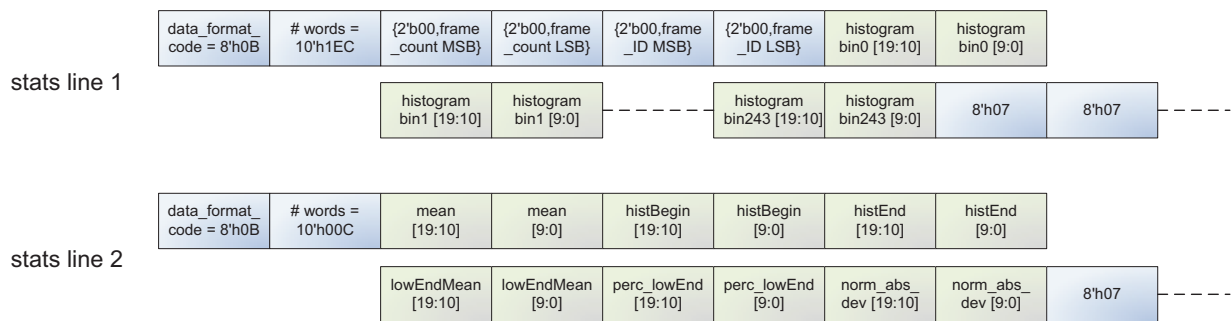 stats line 1
data_format_
code = 8'h0B
# words =
10'h1EC
{2'b00,frame
_count MSB}
{2'b00,frame
_count LSB}
{2'b00,frame
_ID MSB}
{2'b00,frame
_ID LSB}
histogram
bin0 [19:10]
histogram
bin0 [9:0]
histogram
bin1 [19:10]
histogram
bin1 [9:0]
histogram
bin243 [19:10]
histogram
bin243 [9:0]
8'h07
8'h07
stats line 2
data_format_
code = 8'h0B
# words =
10'h00C
mean
[19:10]
mean
[9:0]
histBegin
[19:10]
histBegin
[9:0]
histEnd
[19:10]
histEnd
[9:0]
lowEndMean
[19:10]
lowEndMean
[9:0]
perc_lowEnd
[19:10]
perc_lowEnd
[9:0]
norm_abs_
dev [19:10]
norm_abs_
dev [9:0]
8'h07